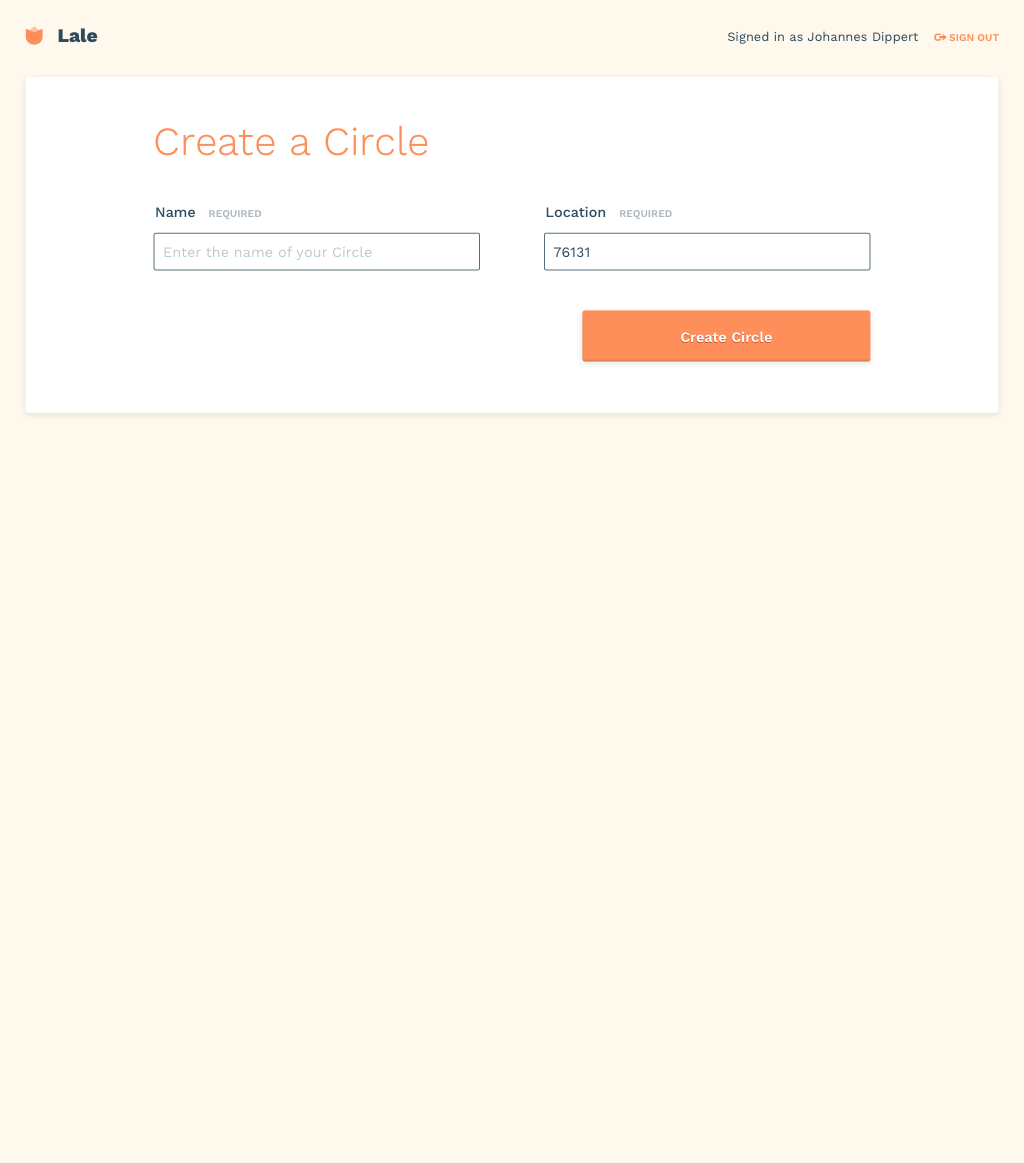 Lale
Signed in as Johannes Dippert SIGN OUT
Create a Circle
Name REQUIRED
Enter the name of your Circle
Location REQUIRED
76131
Create Circle